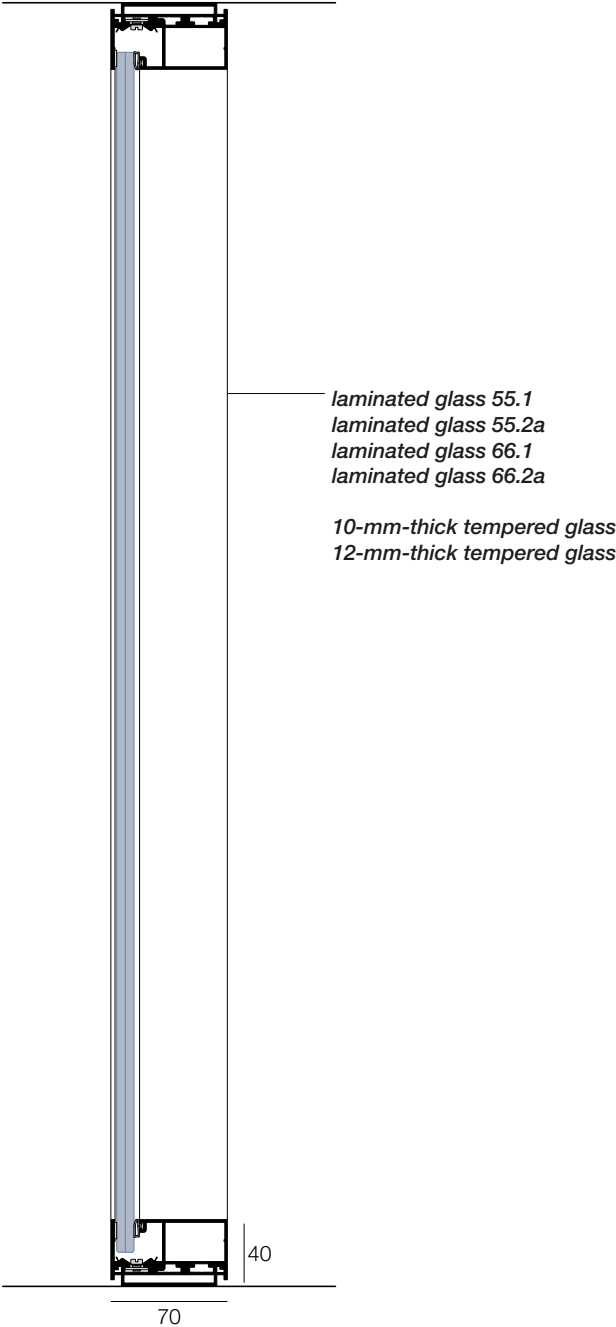 laminated glass 55.1
laminated glass 55.2a
laminated glass 66.1
laminated glass 66.2a
10-mm-thick tempered glass
12-mm-thick tempered glass
40
70